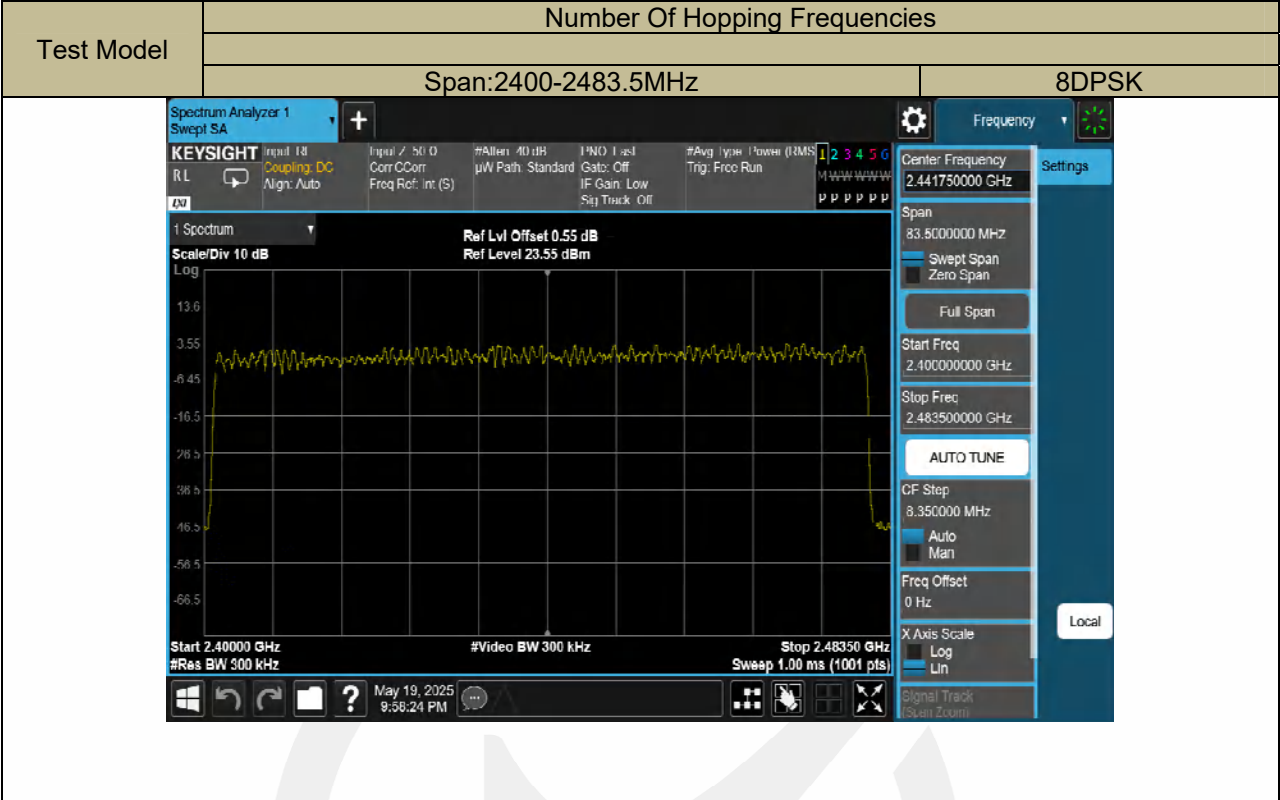 Number Of Hopping Frequencies
Test Model
Span:2400-2483.5MHz
8DPSK
Spectrum Analyzer 1
Swept SA
Frequency
KEYSIGHT
RL
Coupling: DC
Align: Auto
Freq Ref: Int (S)
µW Path: Standard
Gate: Off
IF Gain: Low
Sig Track: Off
Trig: Free Run
1 2 3 4 5 6
M W W W W W
P P P P P P
Center Frequency
2.441750000 GHz
Settings
Span
83.5000000 MHz
Swept Span
Zero Span
Full Span
Start Freq
2.400000000 GHz
Stop Freq
2.483500000 GHz
AUTO TUNE
CF Step
8.350000 MHz
Auto
Man
Freq Offset
0 Hz
X Axis Scale
Log
Lin
Signal Track
(Span Zoom)
Local
1 Spectrum
Scale/Div 10 dB
Ref Lvl Offset 0.55 dB
Ref Level 23.55 dBm
Log
13.6
3.55
-6.45
-16.5
-26.5
-36.5
-46.5
-56.5
-66.5
Start 2.40000 GHz
#Video BW 300 kHz
Stop 2.48350 GHz
#Res BW 300 kHz
Sweep 1.00 ms (1001 pts)
May 19, 2025
9:58:24 PM